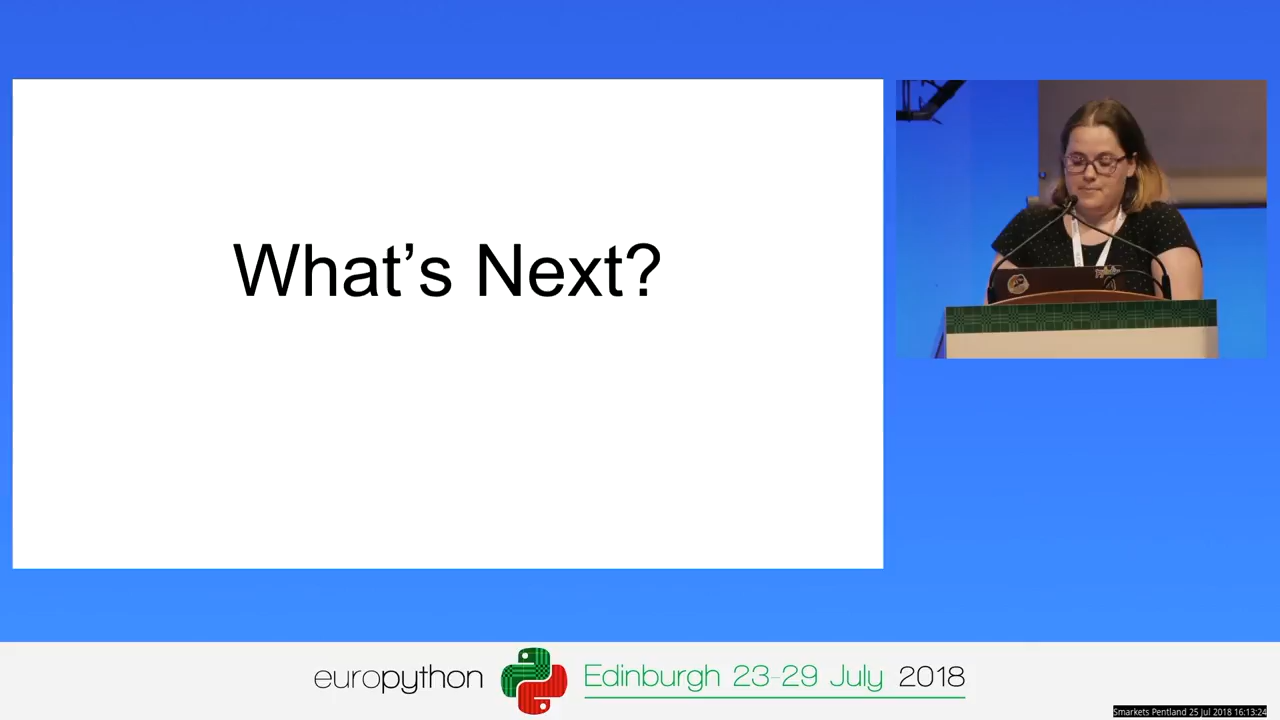 What's Next?
europython Edinburgh 23-29 July 2018
Smarkets Pentland 25 Jul 2018 16:13:24